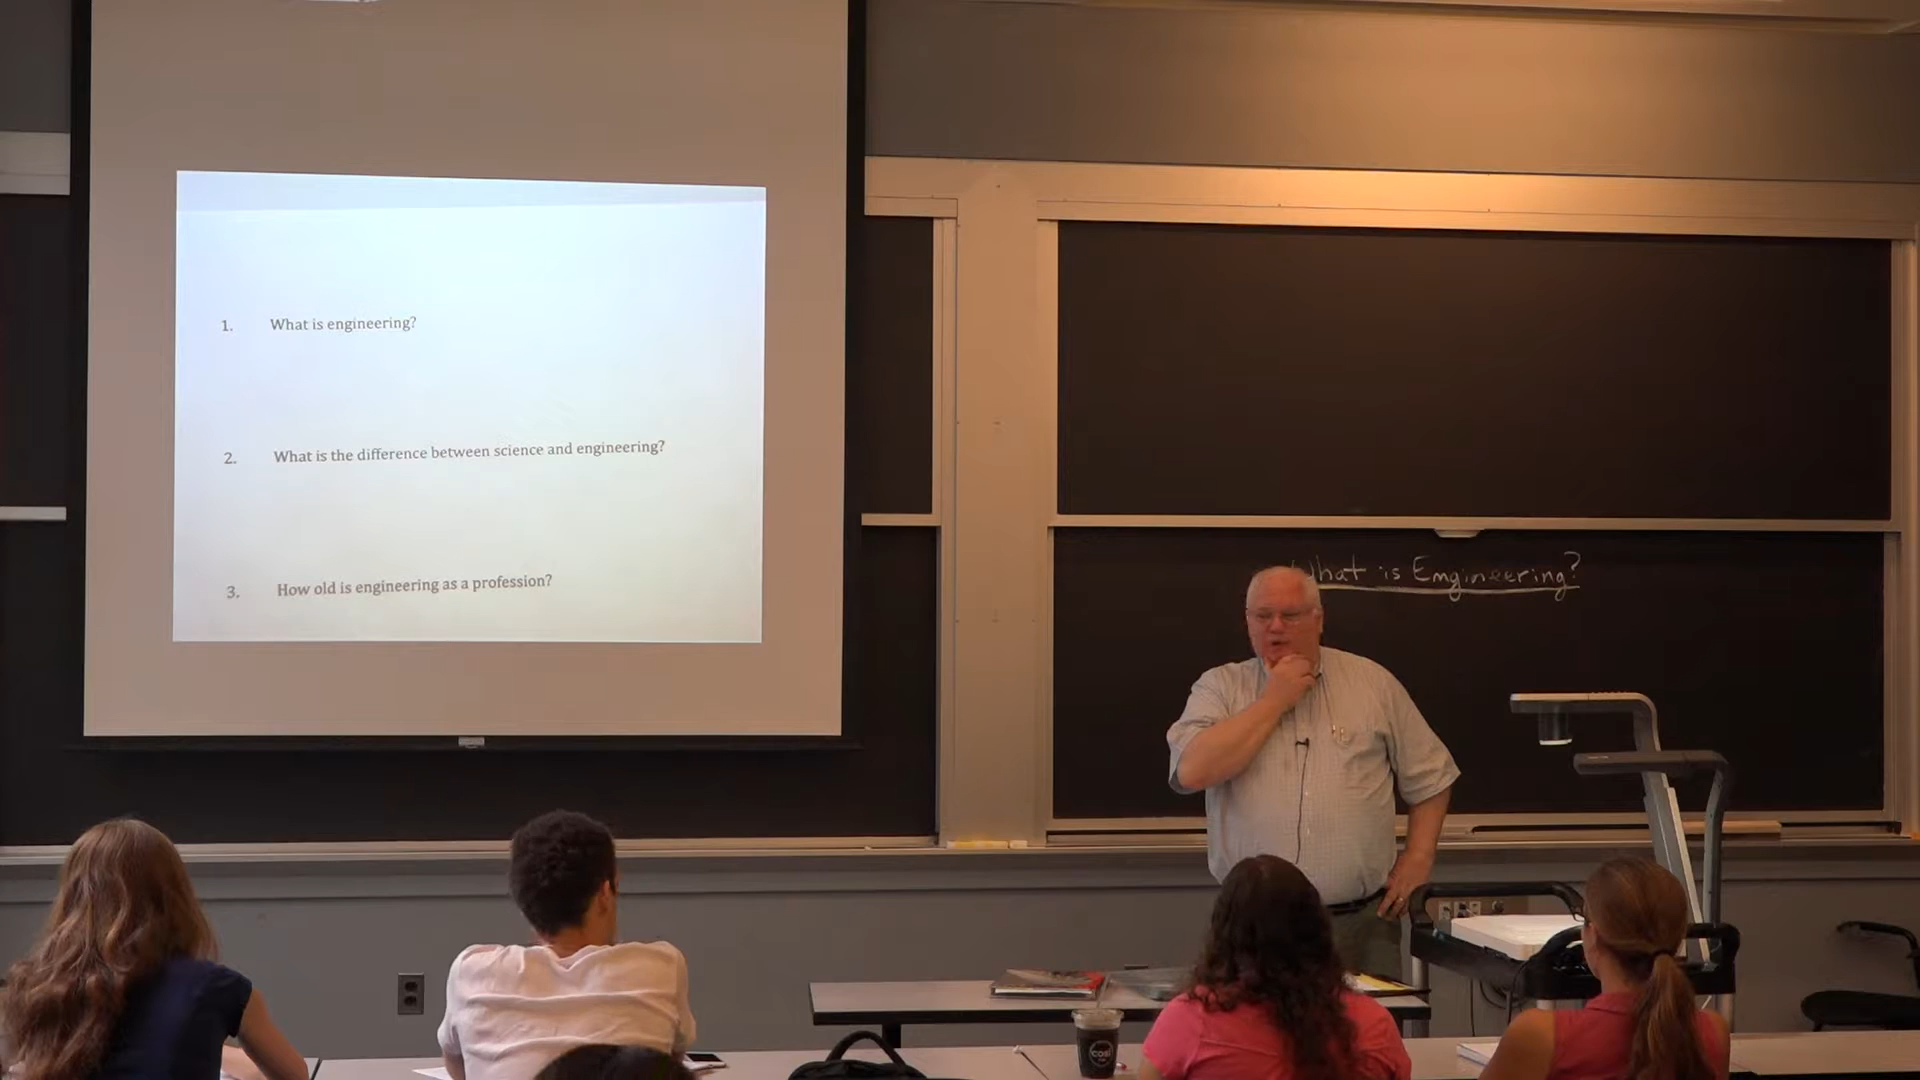 1. What is engineering?
2. What is the difference between science and engineering?
3. How old is engineering as a profession?
What is Engineering?
cosi